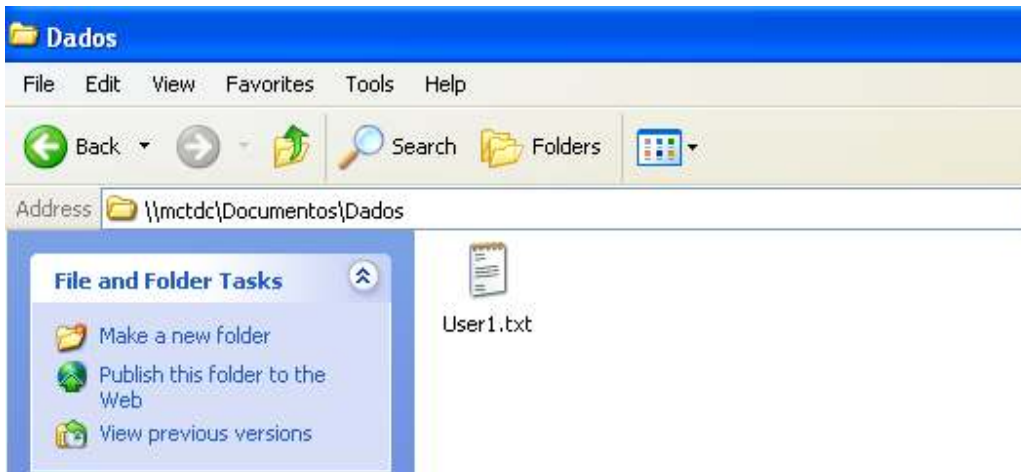 Dados
File Edit View Favorites Tools Help
Back Search Folders
Address \\mctdc\Documentos\Dados
File and Folder Tasks
Make a new folder
Publish this folder to the
Web
View previous versions
User1.txt